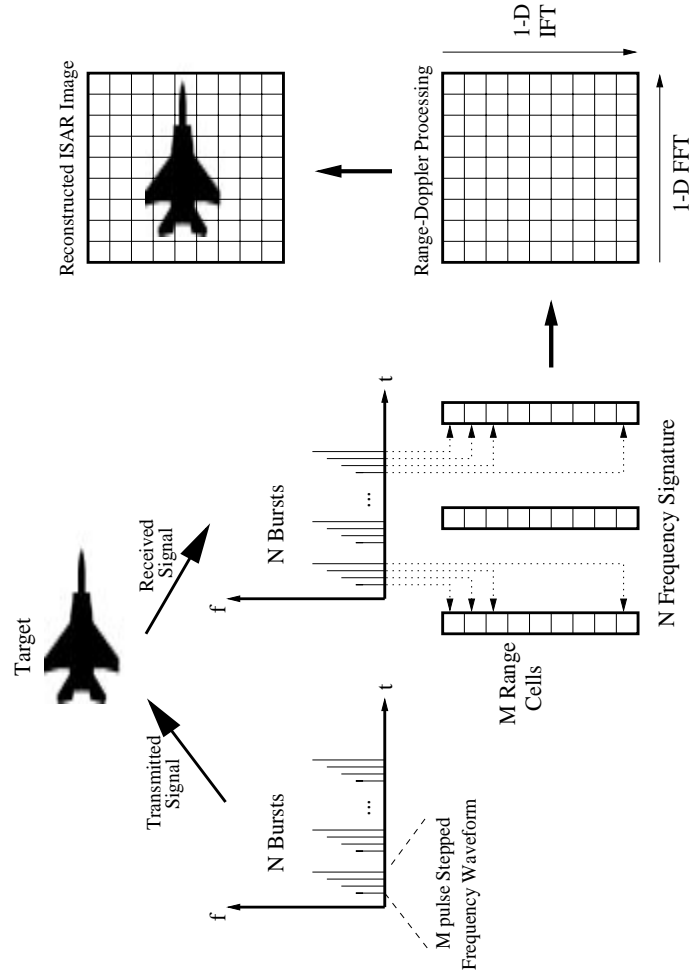 Target
Transmitted
Signal
Received
Signal
f
N Bursts
...
t
M pulse Stepped
Frequency Waveform
f
N Bursts
...
t
M Range
Cells
N Frequency Signature
Reconstructed ISAR Image
Range-Doppler Processing
1-D
IFT
1-D FFT